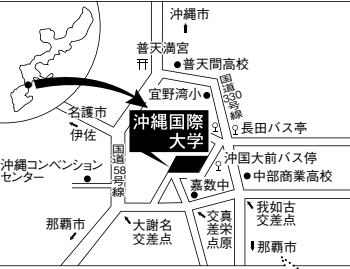 沖縄市
普天満宮
普天間高校
国道330号線
宜野湾小
名護市
伊佐
沖縄国際
大学
長田バス亭
国道58号線
沖国大前バス停
沖縄コンベンション
センター
中部商業高校
嘉数中
我如古
交差点
真栄原
交差点
大謝名
交差点
那覇市
那覇市